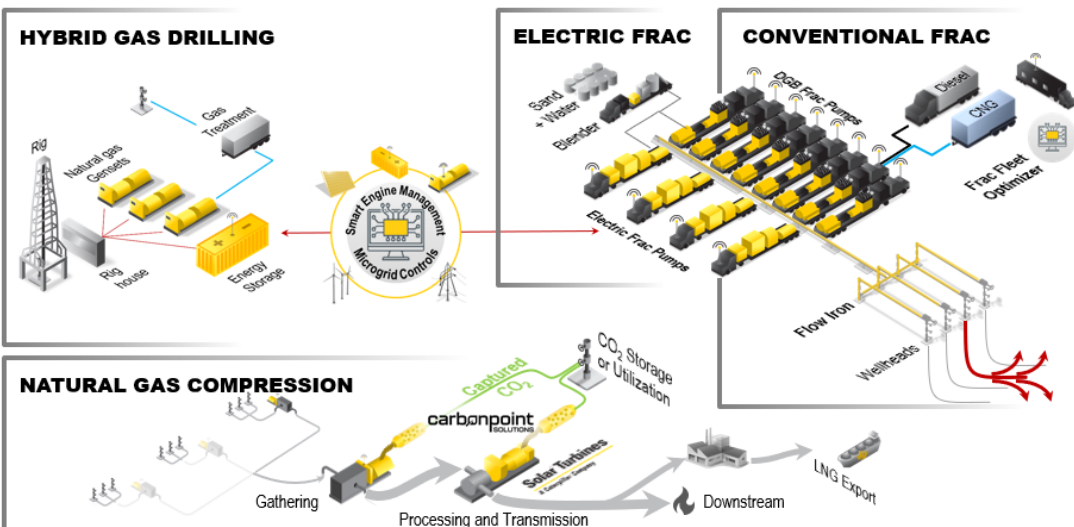 HYBRID GAS DRILLING
Rig
Natural gas
Gensets
Gas
Treatment
Rig
house
Energy
Storage
Smart Engine Management
Microgrid Controls
ELECTRIC FRAC
Sand
+ Water
Blender
Electric Frac Pumps
CONVENTIONAL FRAC
DGB Frac Pumps
Diesel
CNG
Frac Fleet
Optimizer
Flow Iron
Wellheads
NATURAL GAS COMPRESSION
Captured
CO2
CO2 Storage
or Utilization
carbonpoint
SOLUTIONS
Solar Turbines
A Caterpillar Company
Gathering
Processing and Transmission
Downstream
LNG Export